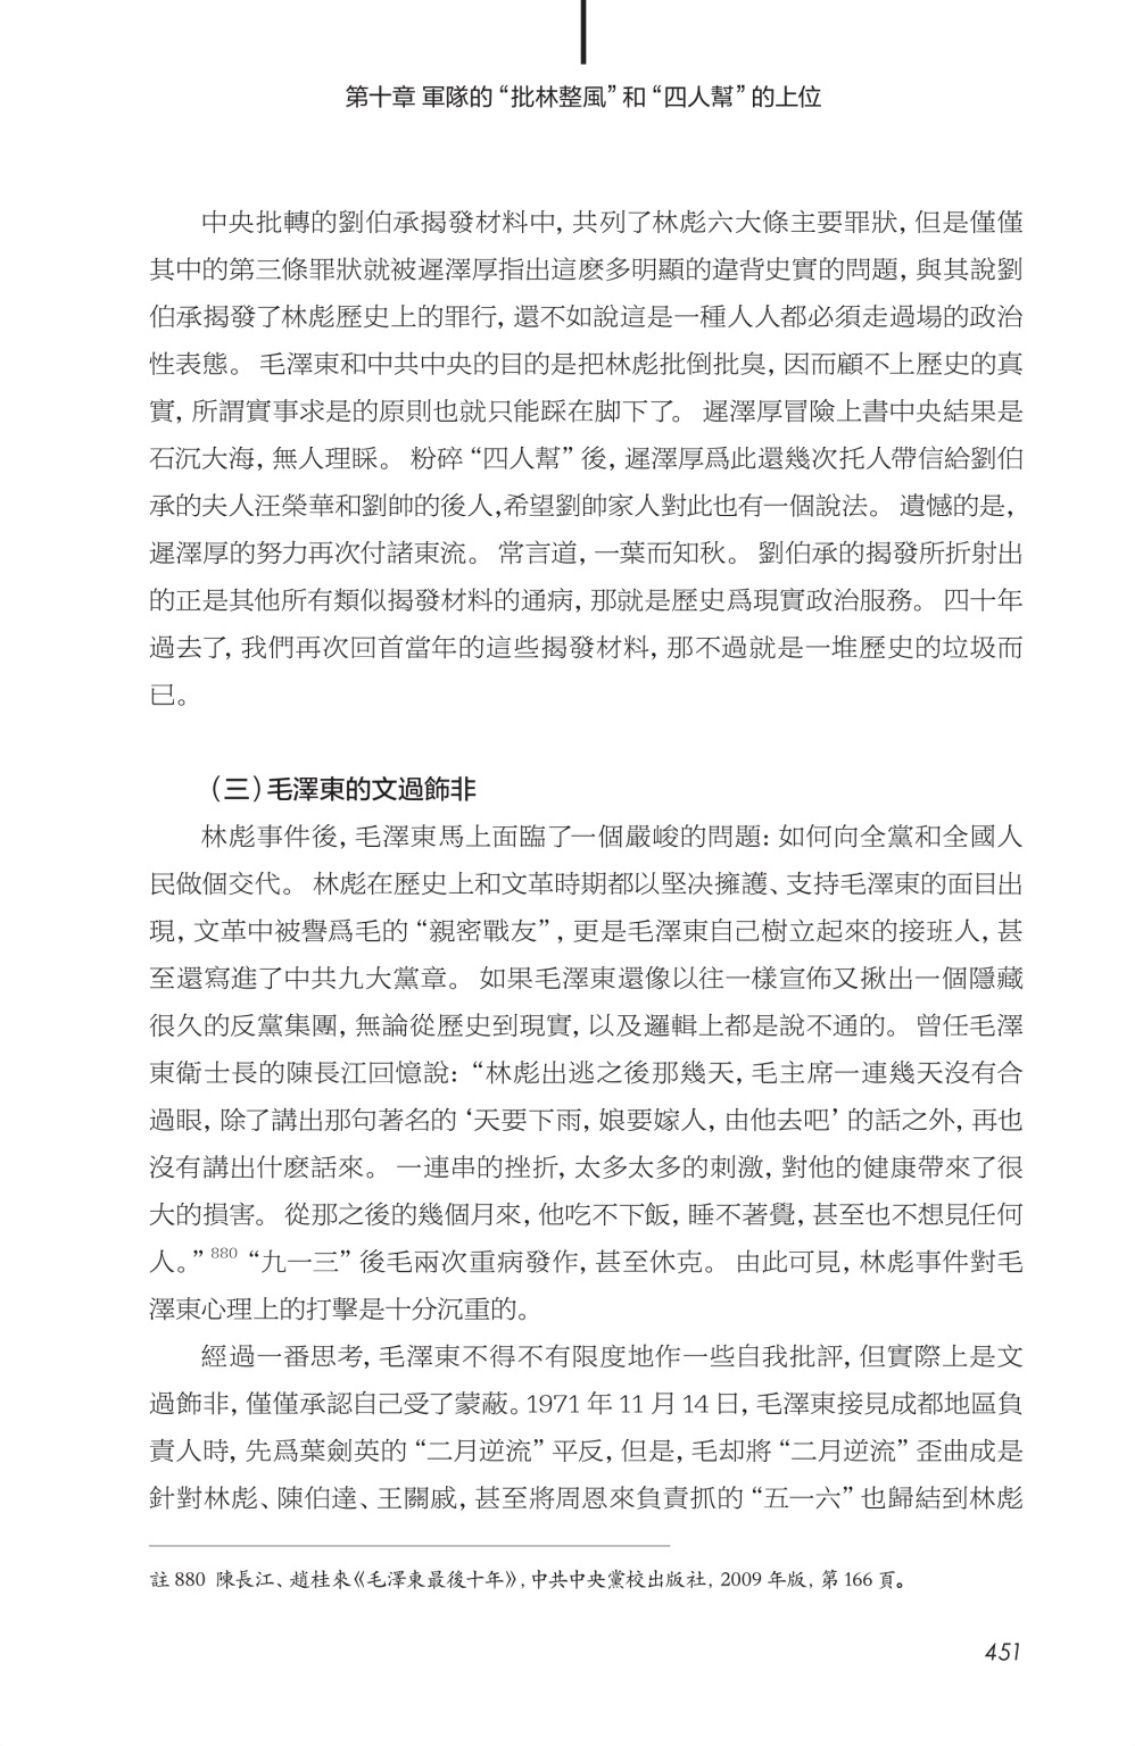 第十章 軍隊的“批林整風”和“四人幫”的上位
中央批轉的劉伯承揭發材料中, 共列了林彪六大條主要罪狀, 但是僅僅
其中的第三條罪狀就被遲澤厚指出這麽多明顯的違背史實的問題, 與其說劉
伯承揭發了林彪歷史上的罪行, 還不如說這是一種人人都必須走過場的政治
性表態。 毛澤東和中共中央的目的是把林彪批倒批臭, 因而顧不上歷史的真
實, 所謂實事求是的原則也就只能踩在脚下了。 遲澤厚冒險上書中央結果是
石沉大海, 無人理睬。 粉碎“四人幫”後, 遲澤厚爲此還幾次托人帶信給劉伯
承的夫人汪榮華和劉帥的後人,希望劉帥家人對此也有一個說法。 遺憾的是,
遲澤厚的努力再次付諸東流。 常言道, 一葉而知秋。 劉伯承的揭發所折射出
的正是其他所有類似揭發材料的通病, 那就是歷史爲現實政治服務。 四十年
過去了, 我們再次回首當年的這些揭發材料, 那不過就是一堆歷史的垃圾而
已。
（三）毛澤東的文過飾非
林彪事件後, 毛澤東馬上面臨了一個嚴峻的問題: 如何向全黨和全國人
民做個交代。 林彪在歷史上和文革時期都以堅決擁護、支持毛澤東的面目出
現, 文革中被譽爲毛的“親密戰友”, 更是毛澤東自己樹立起來的接班人, 甚
至還寫進了中共九大黨章。 如果毛澤東還像以往一樣宣佈又揪出一個隱藏
很久的反黨集團, 無論從歷史到現實, 以及邏輯上都是說不通的。 曾任毛澤
東衛士長的陳長江回憶說: “林彪出逃之後那幾天, 毛主席一連幾天沒有合
過眼, 除了講出那句著名的‘天要下雨, 娘要嫁人, 由他去吧’的話之外, 再也
沒有講出什麽話來。 一連串的挫折, 太多太多的刺激, 對他的健康帶來了很
大的損害。 從那之後的幾個月來, 他吃不下飯, 睡不著覺, 甚至也不想見任何
人。” 880 “九一三”後毛兩次重病發作, 甚至休克。 由此可見, 林彪事件對毛
澤東心理上的打擊是十分沉重的。
經過一番思考, 毛澤東不得不有限度地作一些自我批評, 但實際上是文
過飾非, 僅僅承認自己受了蒙蔽。1971 年 11 月 14 日, 毛澤東接見成都地區負
責人時, 先爲葉劍英的“二月逆流”平反, 但是, 毛却將“二月逆流”歪曲成是
針對林彪、陳伯達、王關戚, 甚至將周恩來負責抓的“五一六”也歸結到林彪
註 880 陳長江、趙桂來《毛澤東最後十年》, 中共中央黨校出版社, 2009 年版, 第 166 頁。
451